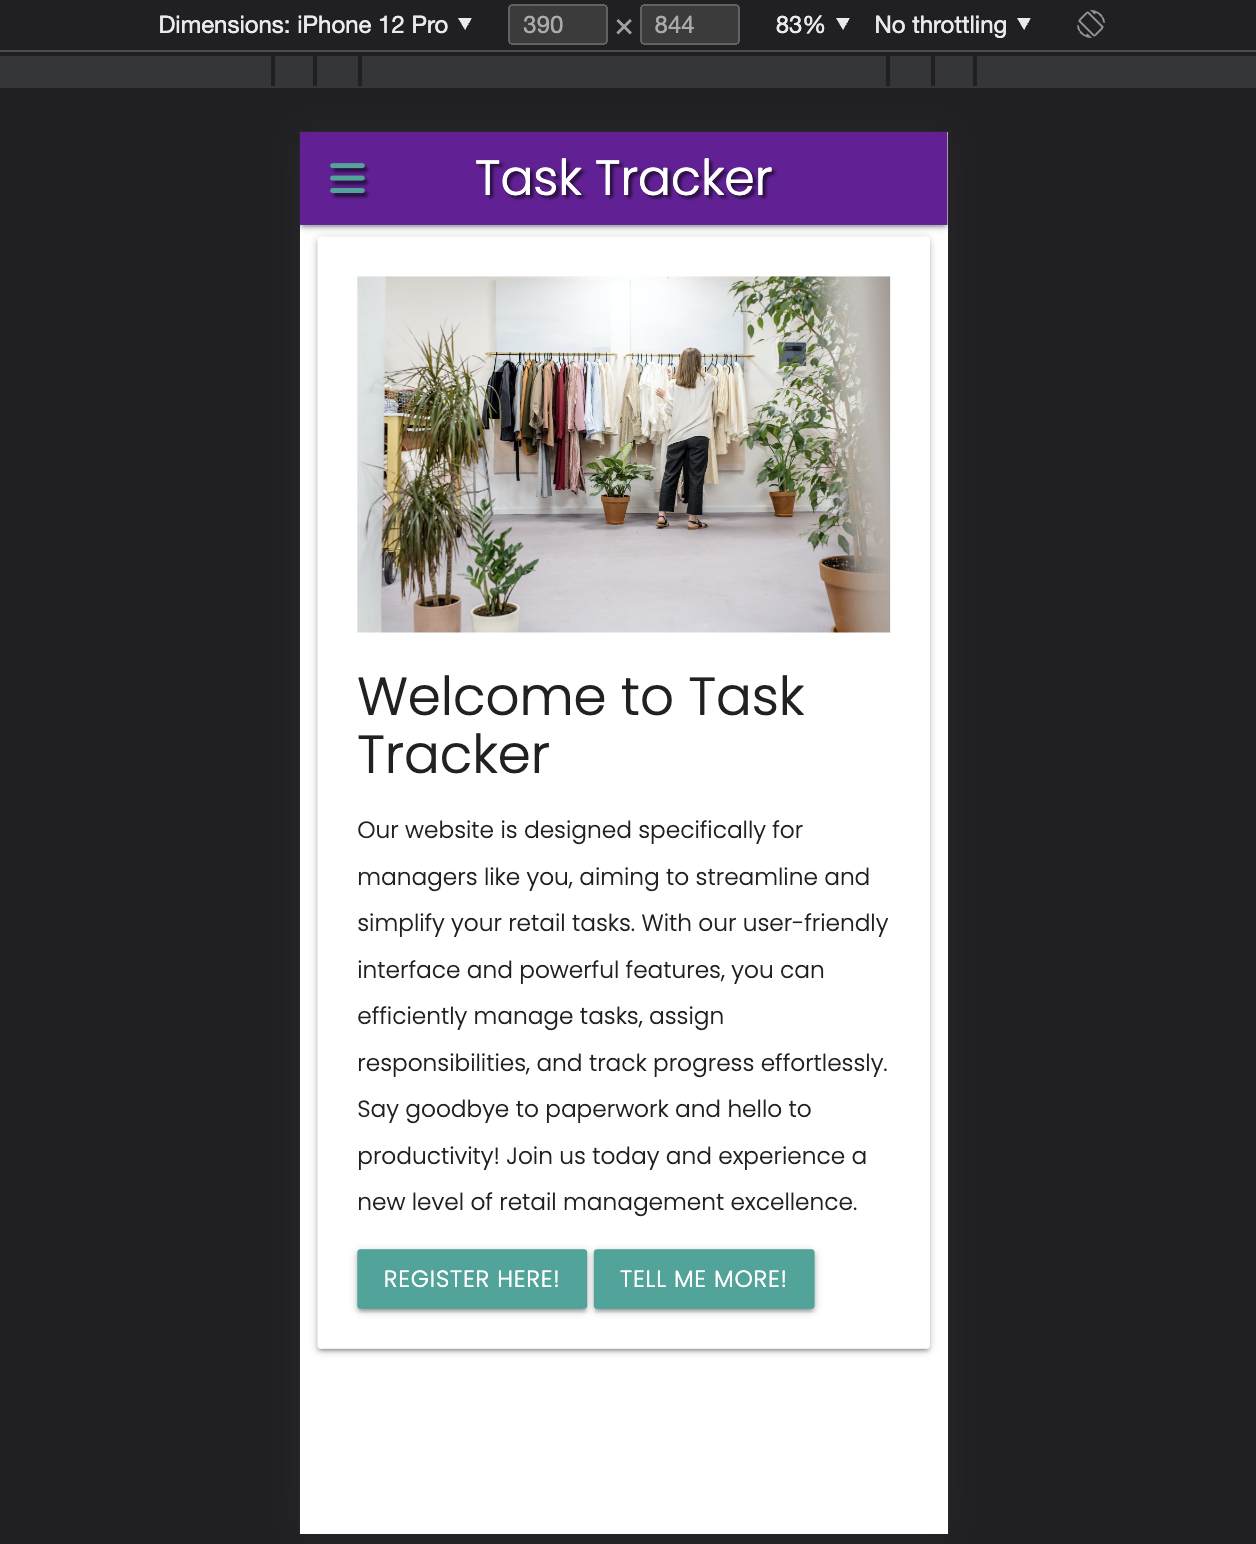 Dimensions: iPhone 12 Pro ▼ 390 × 844 83% ▼ No throttling ▼
Task Tracker
Welcome to Task
Tracker
Our website is designed specifically for
managers like you, aiming to streamline and
simplify your retail tasks. With our user-friendly
interface and powerful features, you can
efficiently manage tasks, assign
responsibilities, and track progress effortlessly.
Say goodbye to paperwork and hello to
productivity! Join us today and experience a
new level of retail management excellence.
REGISTER HERE! TELL ME MORE!